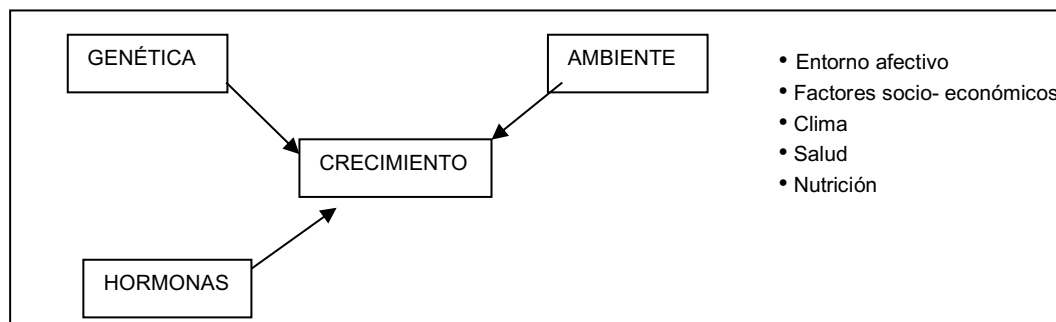 GENÉTICA
AMBIENTE
CRECIMIENTO
HORMONAS
• Entorno afectivo
• Factores socio- económicos
• Clima
• Salud
• Nutrición